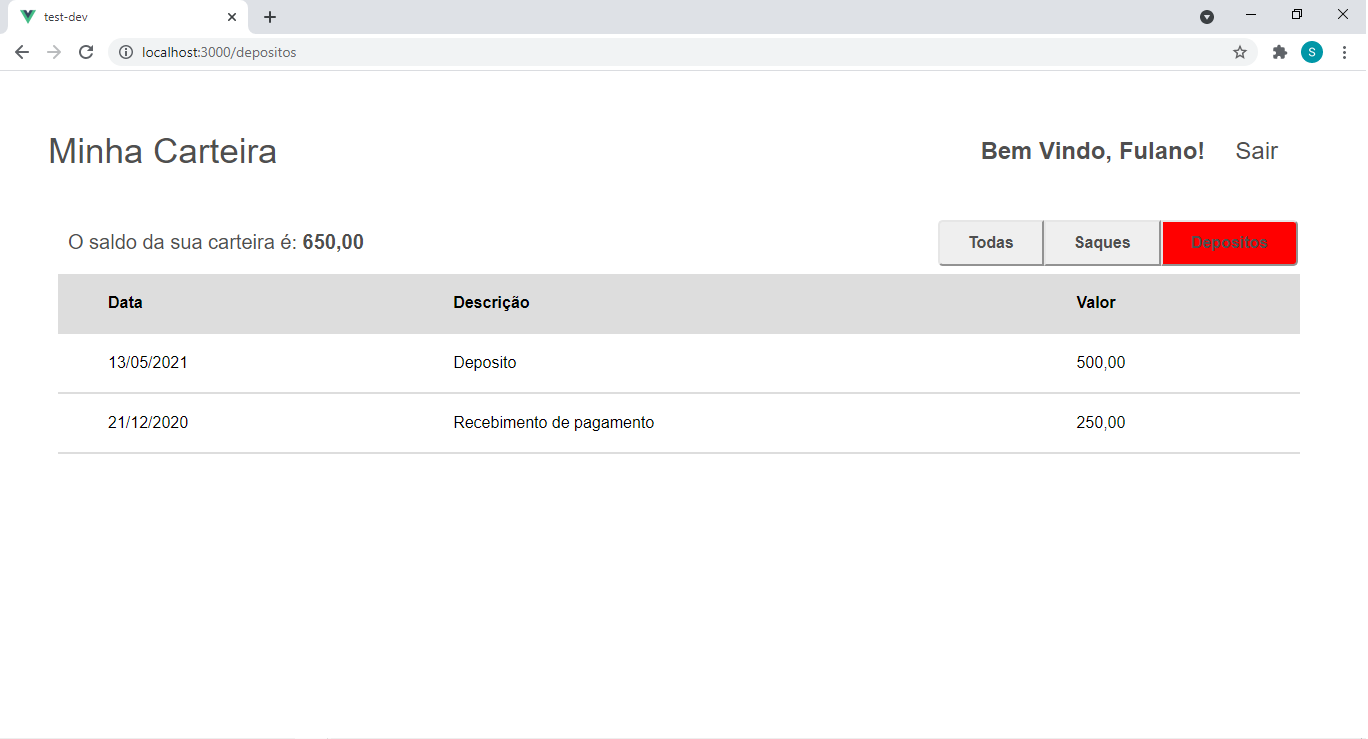 test-dev
localhost:3000/depositos
S
Minha Carteira
Bem Vindo, Fulano! Sair
O saldo da sua carteira é: 650,00
Todas Saques Depositos
Data Descrição Valor
13/05/2021 Deposito 500,00
21/12/2020 Recebimento de pagamento 250,00